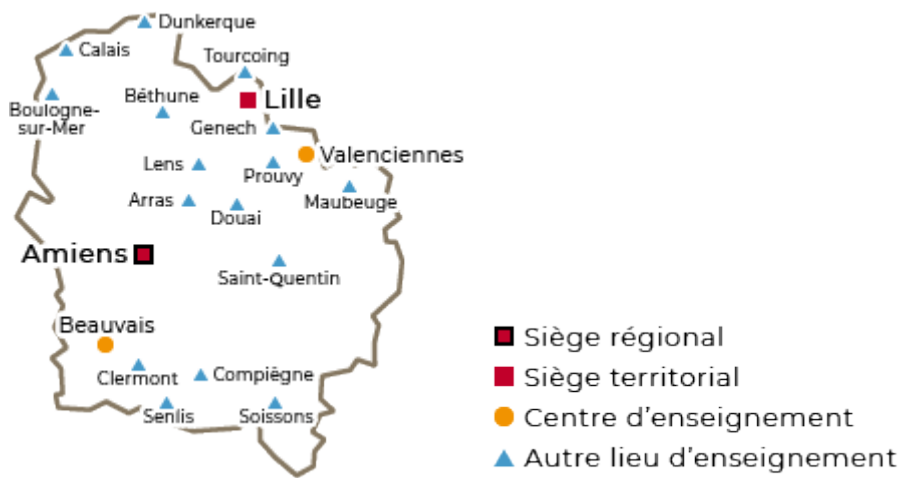 Dunkerque
Calais
Tourcoing
Béthune
Lille
Boulogne-
sur-Mer
Genech
Valenciennes
Lens
Prouvy
Maubeuge
Arras
Douai
Amiens
Saint-Quentin
Beauvais
Clermont
Compiègne
Senlis
Soissons
Siège régional
Siège territorial
Centre d'enseignement
Autre lieu d'enseignement